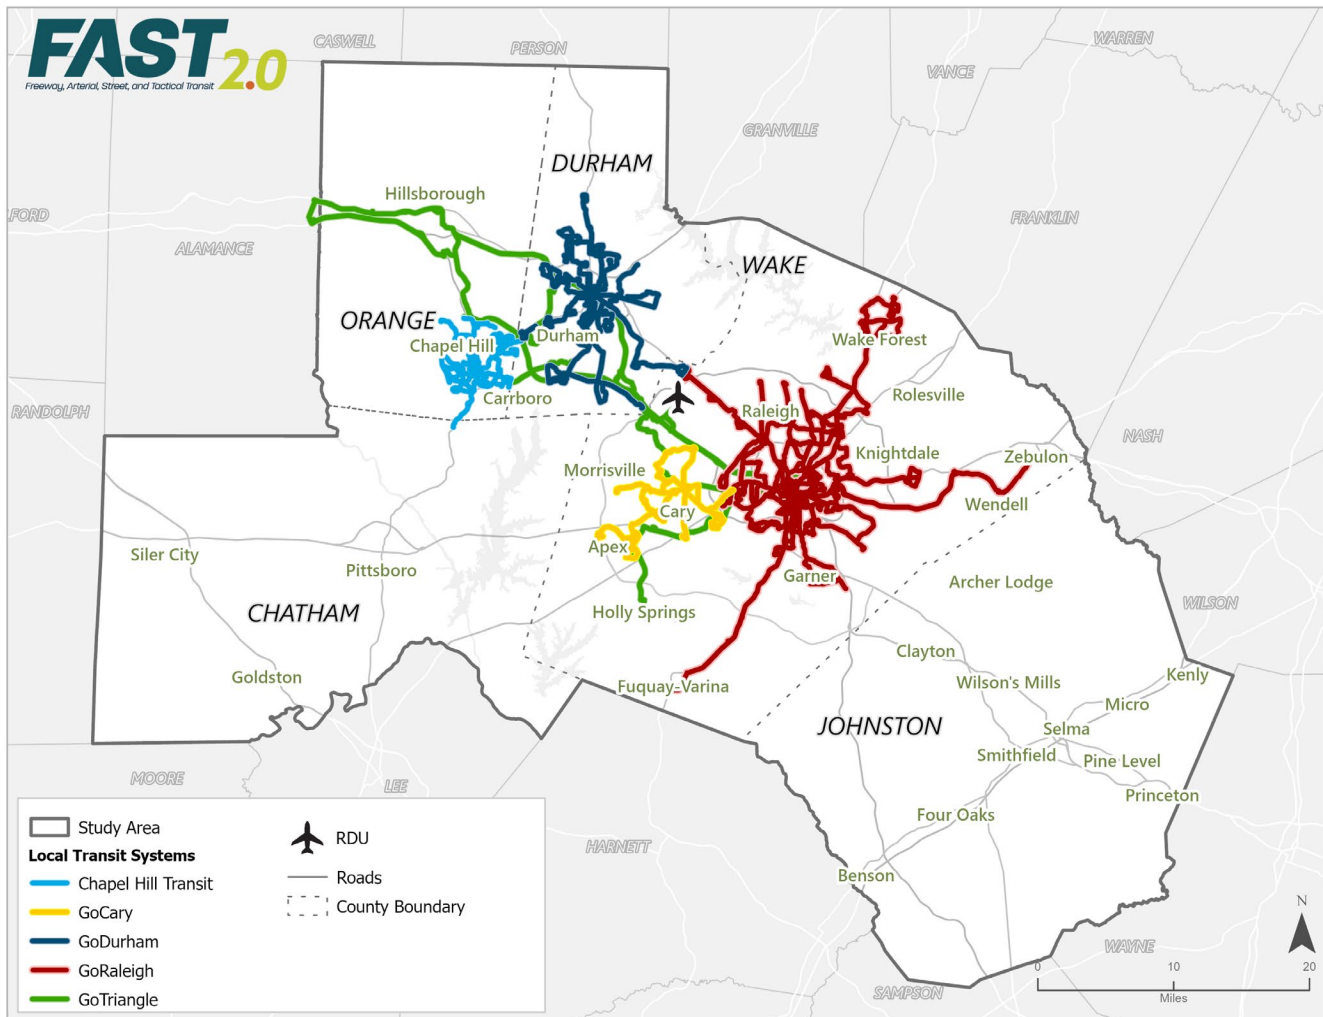 FAST 2.0
Freeway, Arterial, Street, and Tactical Transit
CASWELL
PERSON
WARREN
VANCE
GRANVILLE
DURHAM
Hillsborough
FORD
ALAMANCE
FRANKLIN
WAKE
ORANGE
Durham
Chapel Hill
Wake Forest
Carrboro
Rolesville
RANDOLPH
Raleigh
NASH
Knightdale
Zebulon
Morrisville
Wendell
Cary
Apex
Siler City
Pittsboro
Garner
Archer Lodge
CHATHAM
Holly Springs
WILSON
Clayton
Goldston
Fuquay-Varina
Wilson's Mills
Kenly
Micro
JOHNSTON
Selma
Smithfield
Pine Level
MOORE
LEE
Princeton
Four Oaks
HARNETT
Benson
WAYNE
SAMPSON
Study Area
Local Transit Systems
Chapel Hill Transit
GoCary
GoDurham
GoRaleigh
GoTriangle
RDU
Roads
County Boundary
N
0 10 20
Miles